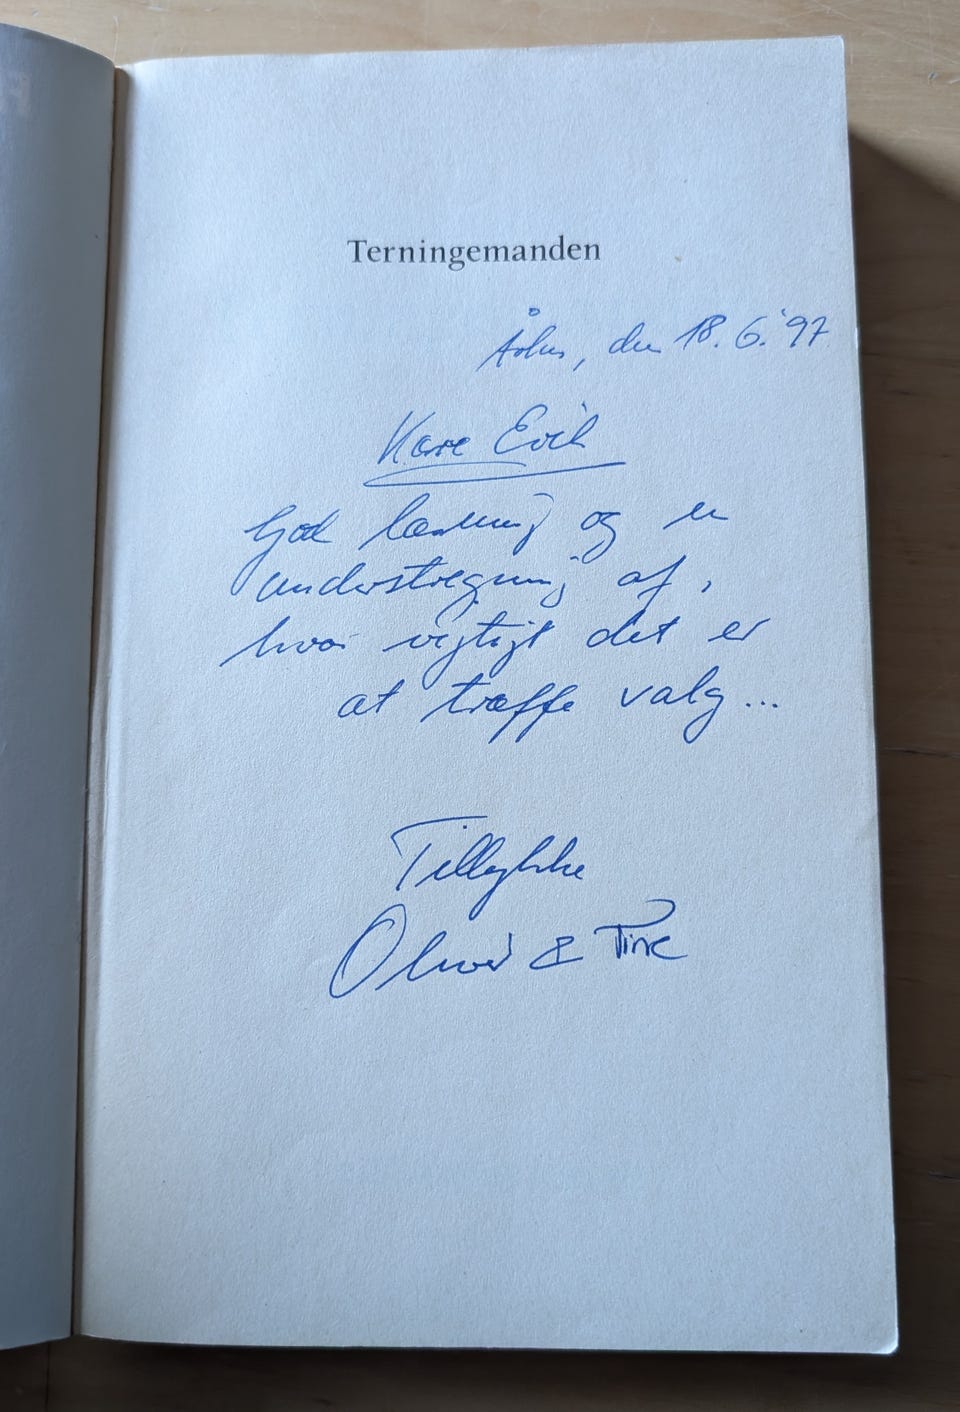 Terningemanden
Århus, den 18.6.'97
Kære Erik
God læsning og en
understregning af,
hvor vigtigt det er
at træffe valg...
Tillykke
Oliver & Tine